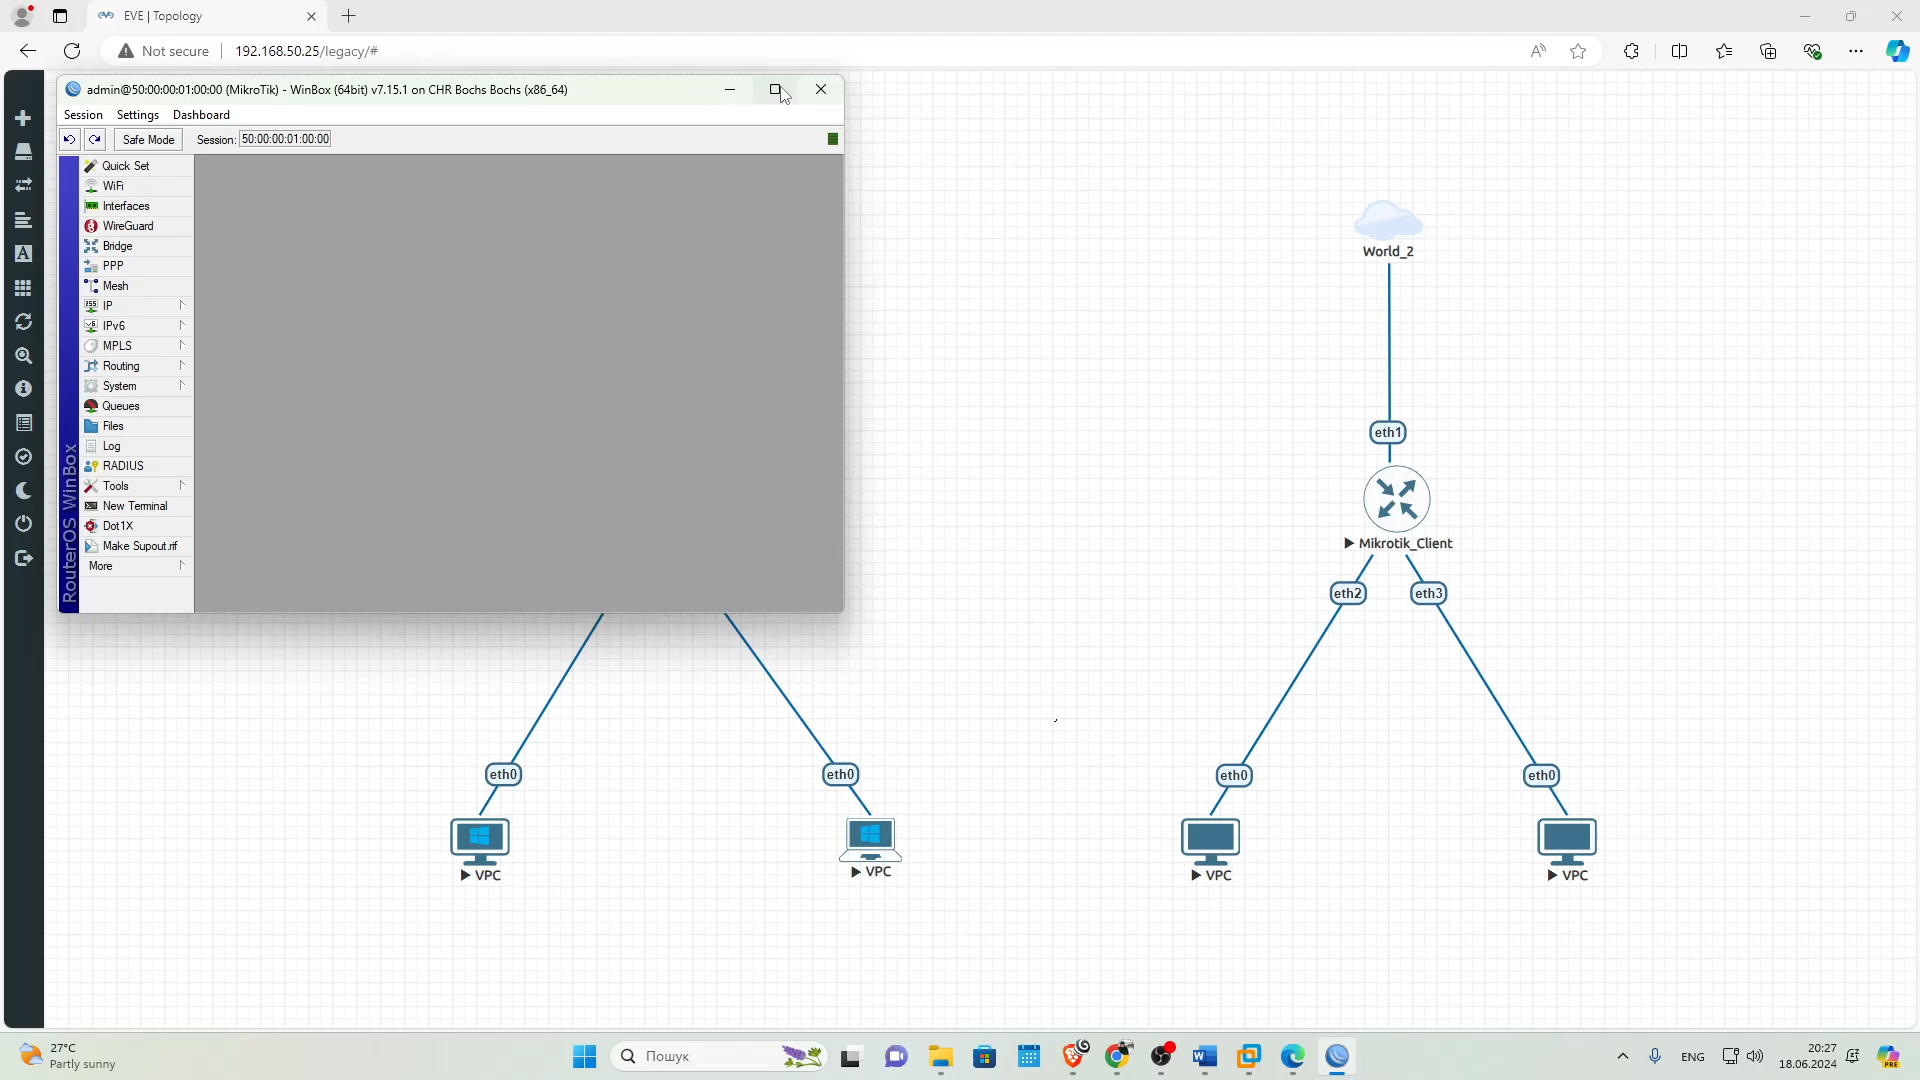 EVE | Topology
Not secure
192.168.50.25/legacy/#
admin@50:00:00:01:00:00 (MikroTik) - WinBox (64bit) v7.15.1 on CHR Bochs Bochs (x86_64)
Session Settings Dashboard
Safe Mode Session: 50:00:00:01:00:00
Quick Set
WiFi
Interfaces
WireGuard
Bridge
PPP
Mesh
IP
IPv6
MPLS
Routing
System
Queues
Files
Log
RADIUS
Tools
New Terminal
Dot1X
Make Supout.rif
More
RouterOS WinBox
World_2
eth1
Mikrotik_Client
eth2 eth3
eth0 eth0 eth0 eth0
VPC VPC VPC VPC
27°C
Partly sunny
Пошук
ENG
20:27
18.06.2024
PRE